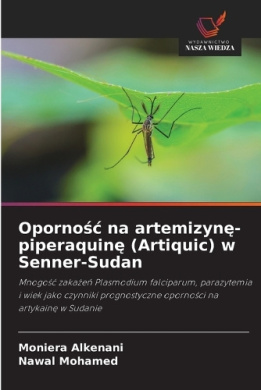 WYDAWNICTWO
NASZA WIEDZA
Oporność na artemizynę-
piperaquinę (Artiquic) w
Senner-Sudan
Mnogość zakażeń Plasmodium falciparum, parazytemia
i wiek jako czynniki prognostyczne oporności na
artykainę w Sudanie
Moniera Alkenani
Nawal Mohamed